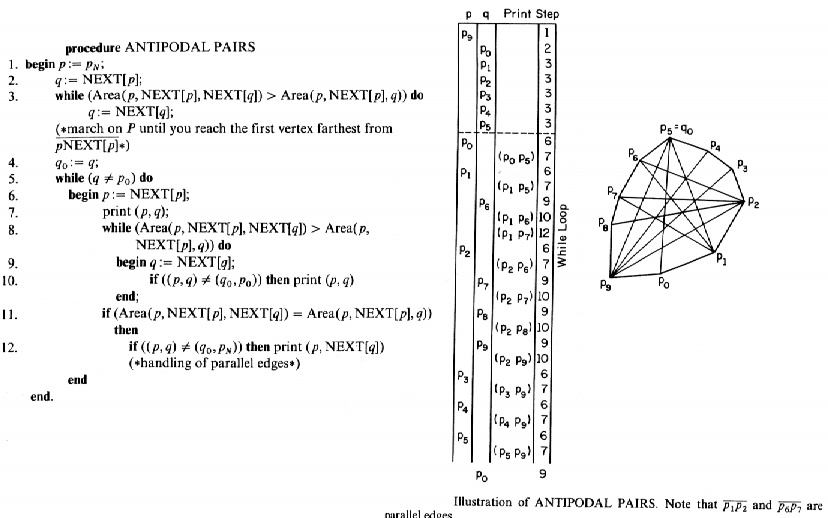 procedure ANTIPODAL PAIRS
1. begin p := p_N;
2. q := NEXT[p];
3. while (Area(p, NEXT[p], NEXT[q]) > Area(p, NEXT[p], q)) do
q := NEXT[q];
(*march on P until you reach the first vertex farthest from
pNEXT[p]*)
4. q₀ := q;
5. while (q ≠ p₀) do
6. begin p := NEXT[p];
7. print (p, q);
8. while (Area(p, NEXT[p], NEXT[q]) > Area(p,
NEXT[p], q)) do
9. begin q := NEXT[q];
10. if ((p, q) ≠ (q₀, p₀)) then print (p, q)
end;
11. if (Area(p, NEXT[p], NEXT[q]) = Area(p, NEXT[p], q))
then
12. if ((p, q) ≠ (q₀, p_N)) then print (p, NEXT[q])
(*handling of parallel edges*)
end
end.
p q Print Step
p₉ 1
p₀ 2
p₁ 3
p₂ 3
p₃ 3
p₄ 3
p₅ 3
p₀ 6
(p₀ p₅) 7
p₁ 6
(p₁ p₅) 7
p₆ 9
(p₁ p₆) 10
(p₁ p₇) 12
p₂ 6
(p₂ p₆) 7
p₇ 9
(p₂ p₇) 10
p₈ 9
(p₂ p₈) 10
p₉ 9
(p₂ p₉) 10
p₃ 6
(p₃ p₉) 7
p₄ 6
(p₄ p₉) 7
p₅ 6
(p₅ p₉) 7
p₀ 9
While Loop
p₅ = q₀
p₄
p₆
p₃
p₇
p₂
p₈
p₁
p₉
p₀
Illustration of ANTIPODAL PAIRS. Note that p₁p₂ and p₆p₇ are
parallel edges